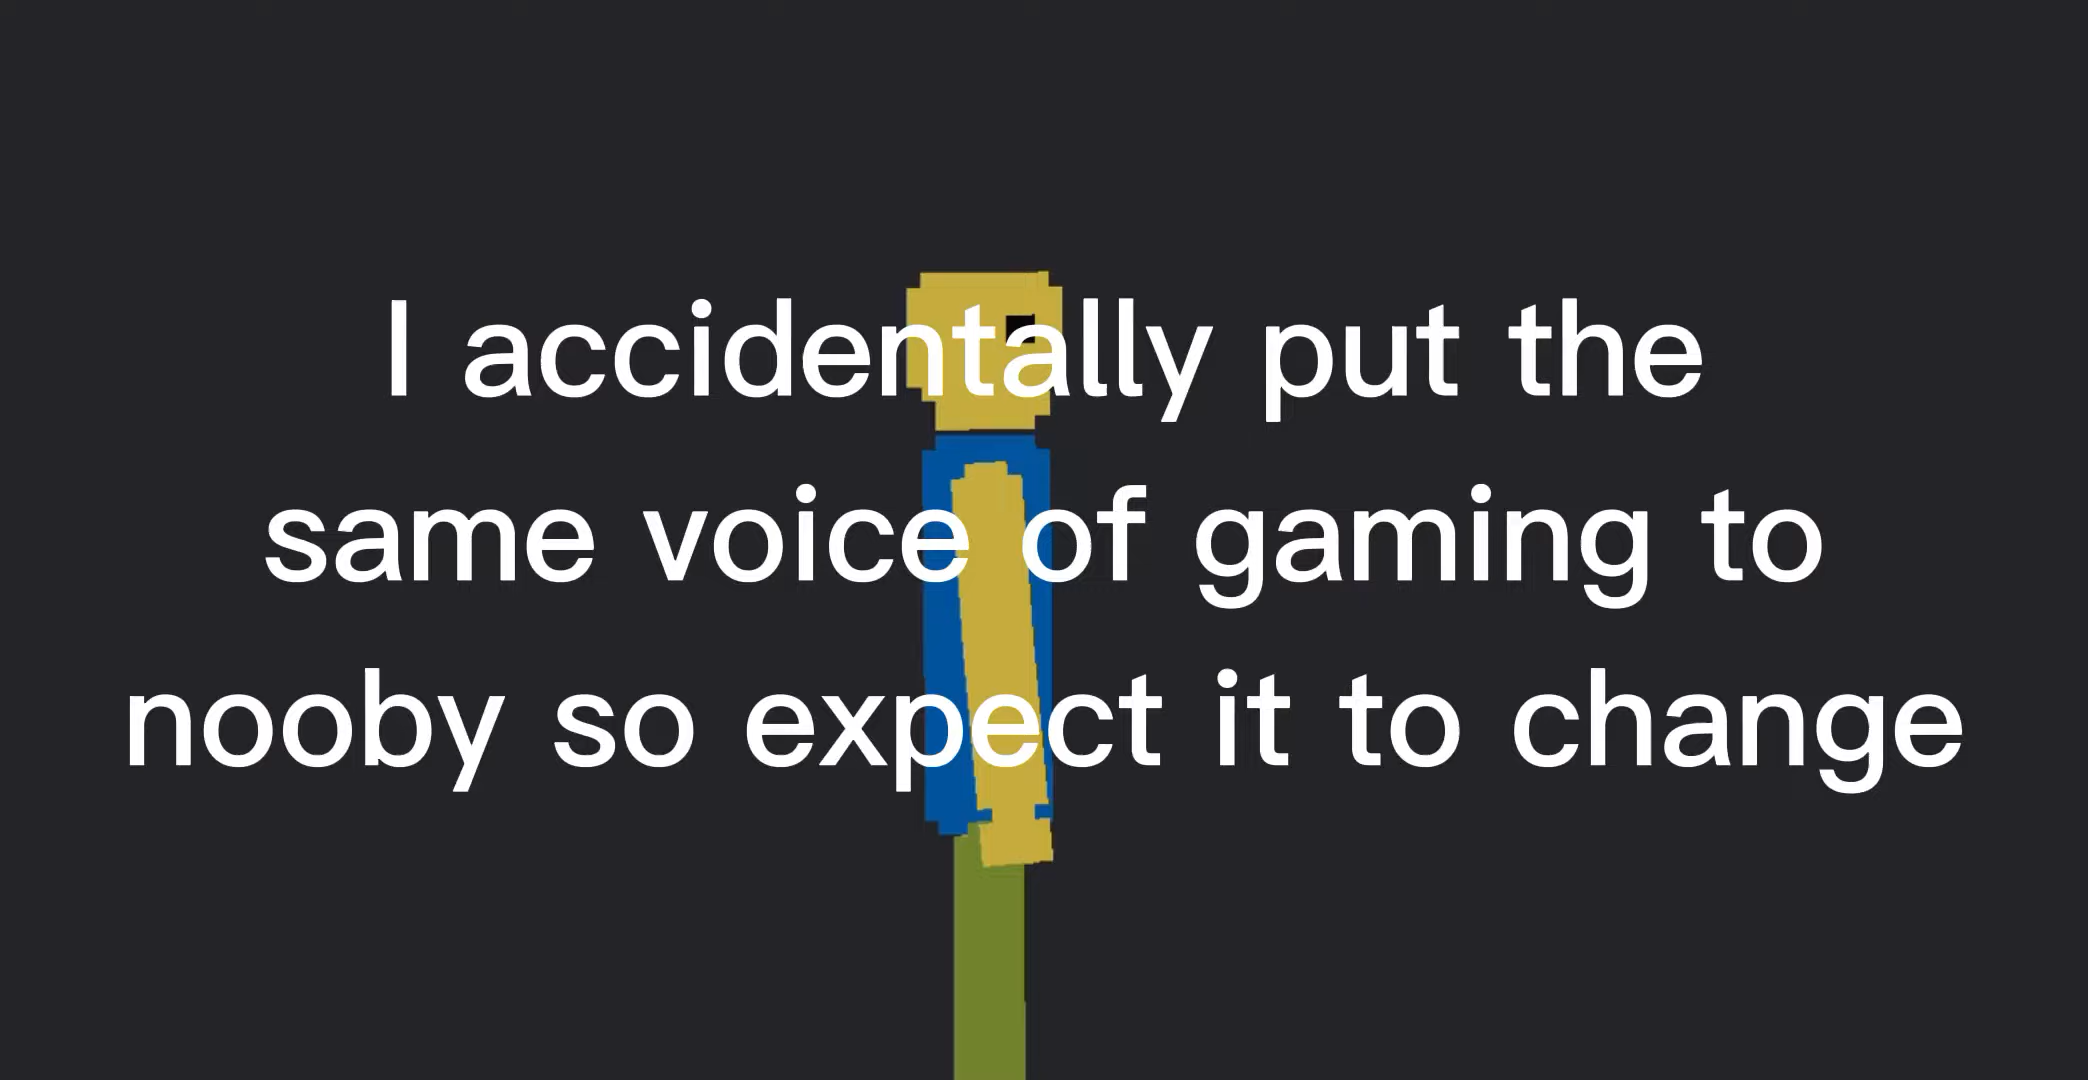 I accidentally put the
same voice of gaming to
nooby so expect it to change